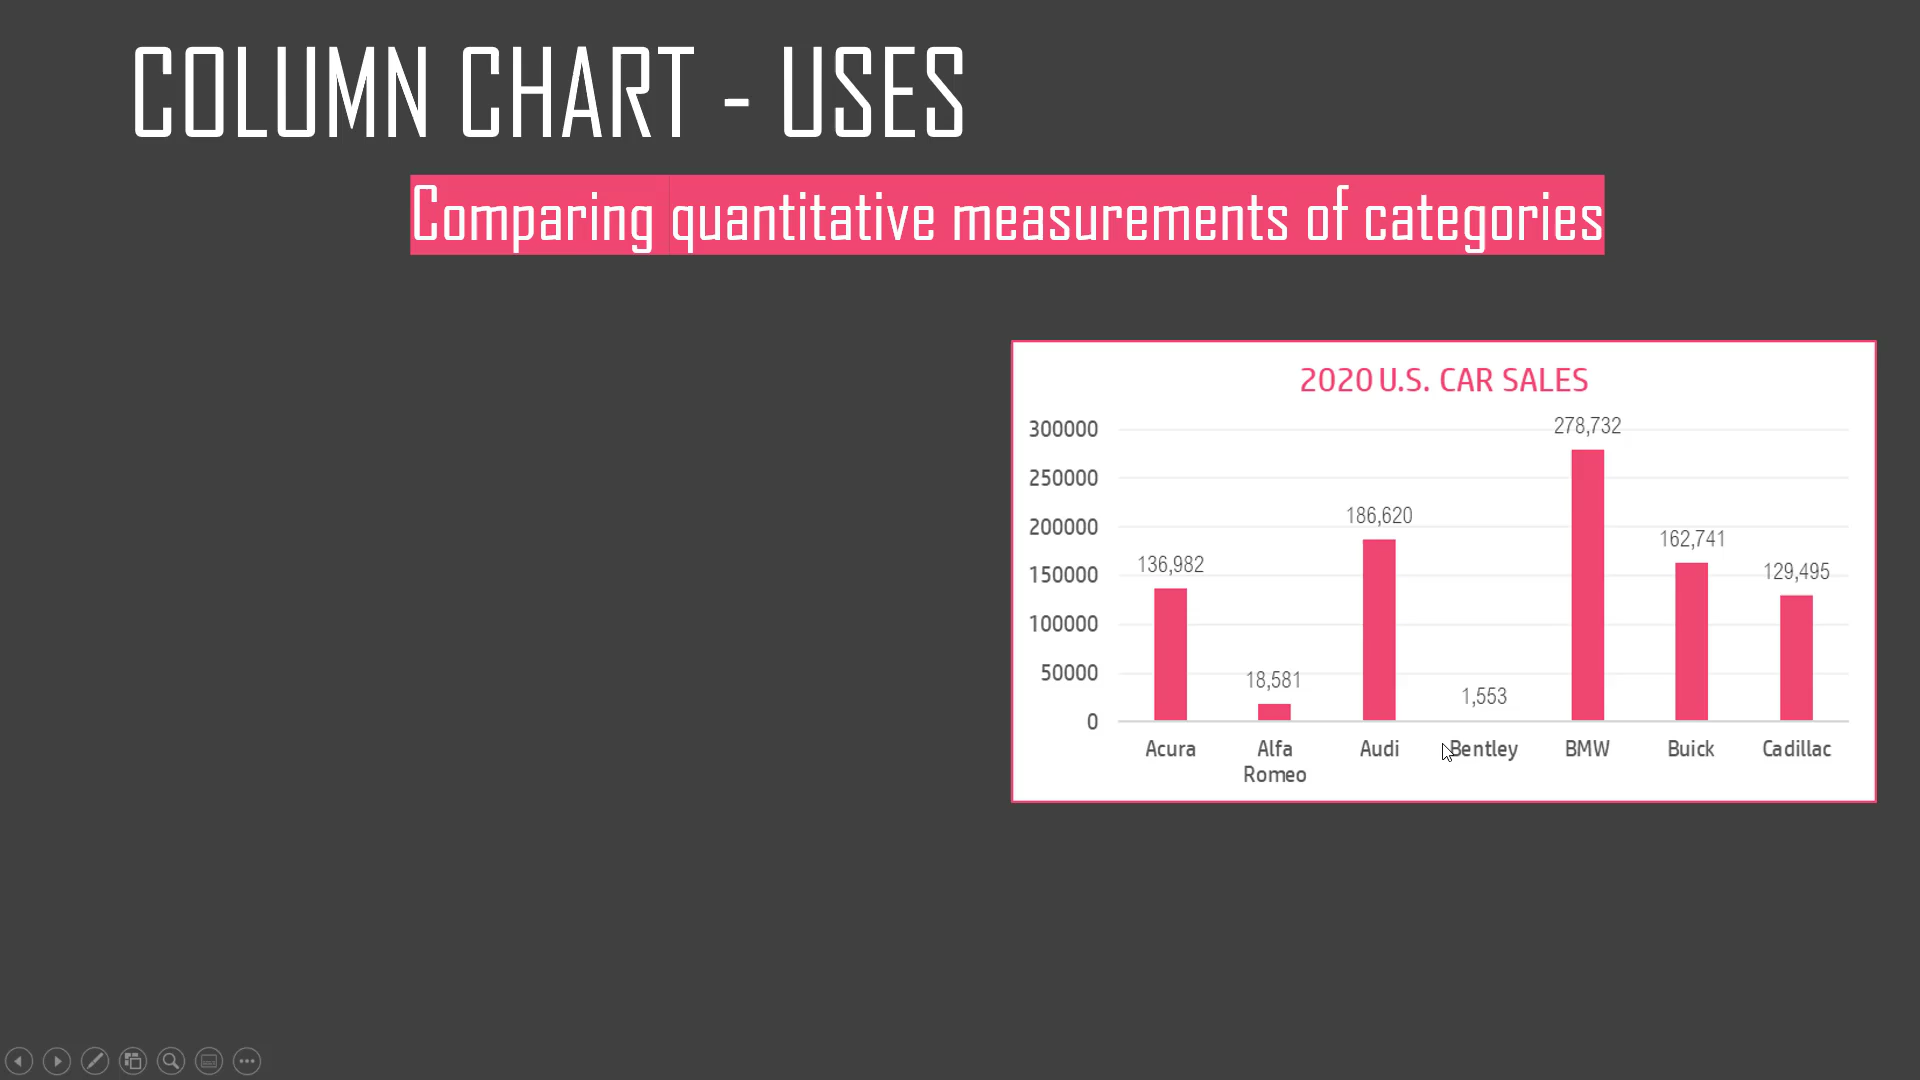 COLUMN CHART - USES
Comparing quantitative measurements of categories
2020 U.S. CAR SALES
300000
250000
200000
150000
100000
50000
0
136,982
18,581
186,620
1,553
278,732
162,741
129,495
Acura
Alfa
Romeo
Audi
Bentley
BMW
Buick
Cadillac